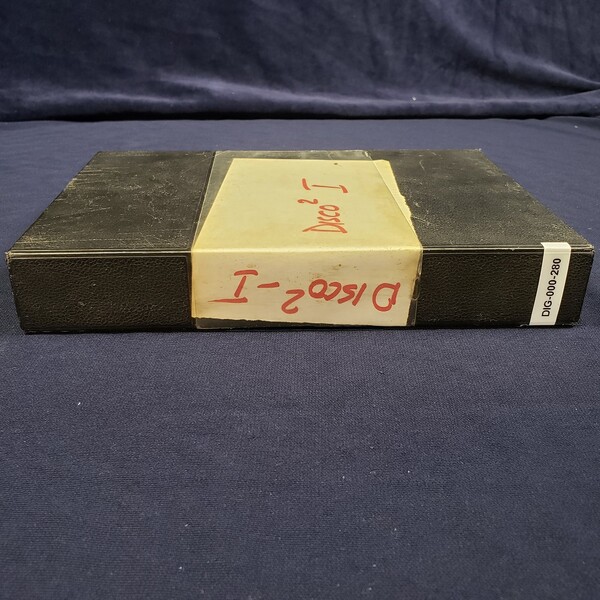 Disco² I
Disco² - I
DIG-000-280